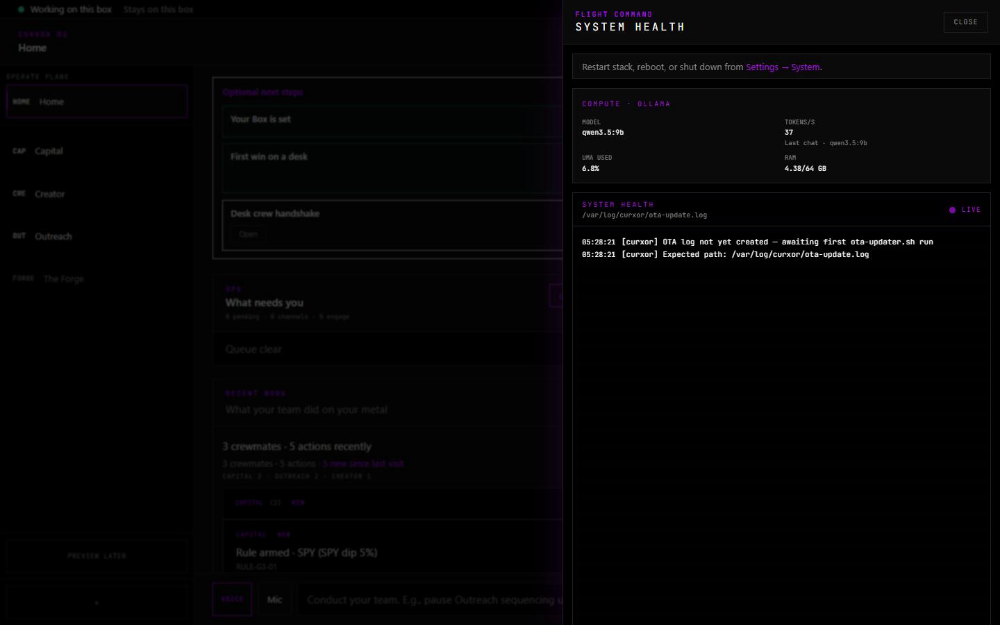 Working on this box Stays on this box
CURXOR OS
Home
OPERATE PLANE
HOME Home
CAP Capital
CRE Creator
OUT Outreach
FORGE The Forge
PREVIEW LATER
Optional next steps
Your Box is set
First win on a desk
Desk crew handshake
Open
OPS
What needs you
0 pending · 0 channels · 0 engage
Queue clear
RECENT WORK
What your team did on your metal
3 crewmates · 5 actions recently
3 crewmates · 5 actions · 5 new since last visit
CAPITAL 2 · OUTREACH 2 · CREATOR 1
CAPITAL (2) NEW
CAPITAL NEW
Rule armed · SPY (SPY dip 5%)
RULE-G3-01
VOICE Mic Conduct your team. E.g., pause Outreach sequencing
FLIGHT COMMAND
SYSTEM HEALTH
CLOSE
Restart stack, reboot, or shut down from Settings → System.
COMPUTE · OLLAMA
MODEL
qwen3.5:9b
TOKENS/S
37
Last chat · qwen3.5:9b
UMA USED
6.8%
RAM
4.38/64 GB
SYSTEM HEALTH
/var/log/curxor/ota-update.log
LIVE
05:28:21 [curxor] OTA log not yet created — awaiting first ota-updater.sh run
05:28:21 [curxor] Expected path: /var/log/curxor/ota-update.log